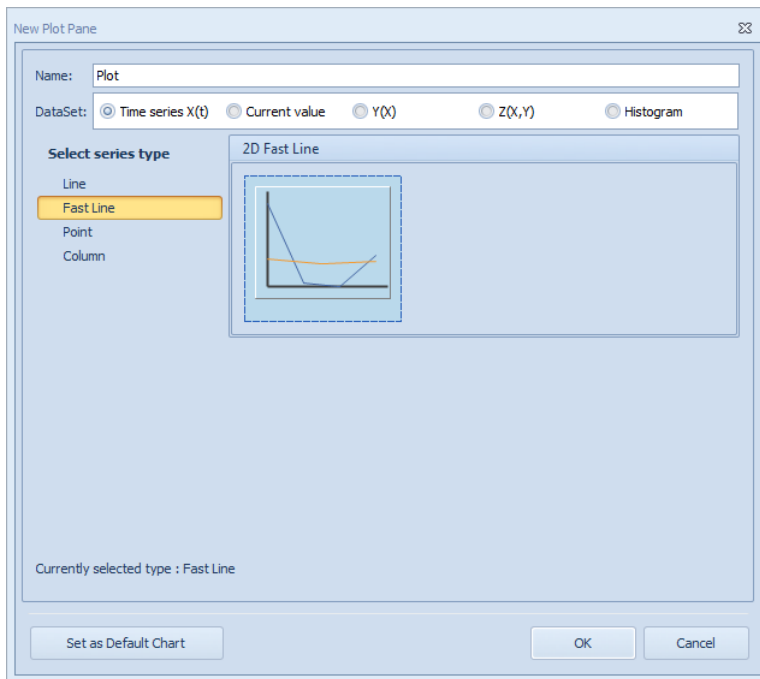 New Plot Pane
Name: Plot
DataSet: Time series X(t) Current value Y(X) Z(X,Y) Histogram
Select series type
2D Fast Line
Line
Fast Line
Point
Column
Currently selected type : Fast Line
Set as Default Chart OK Cancel